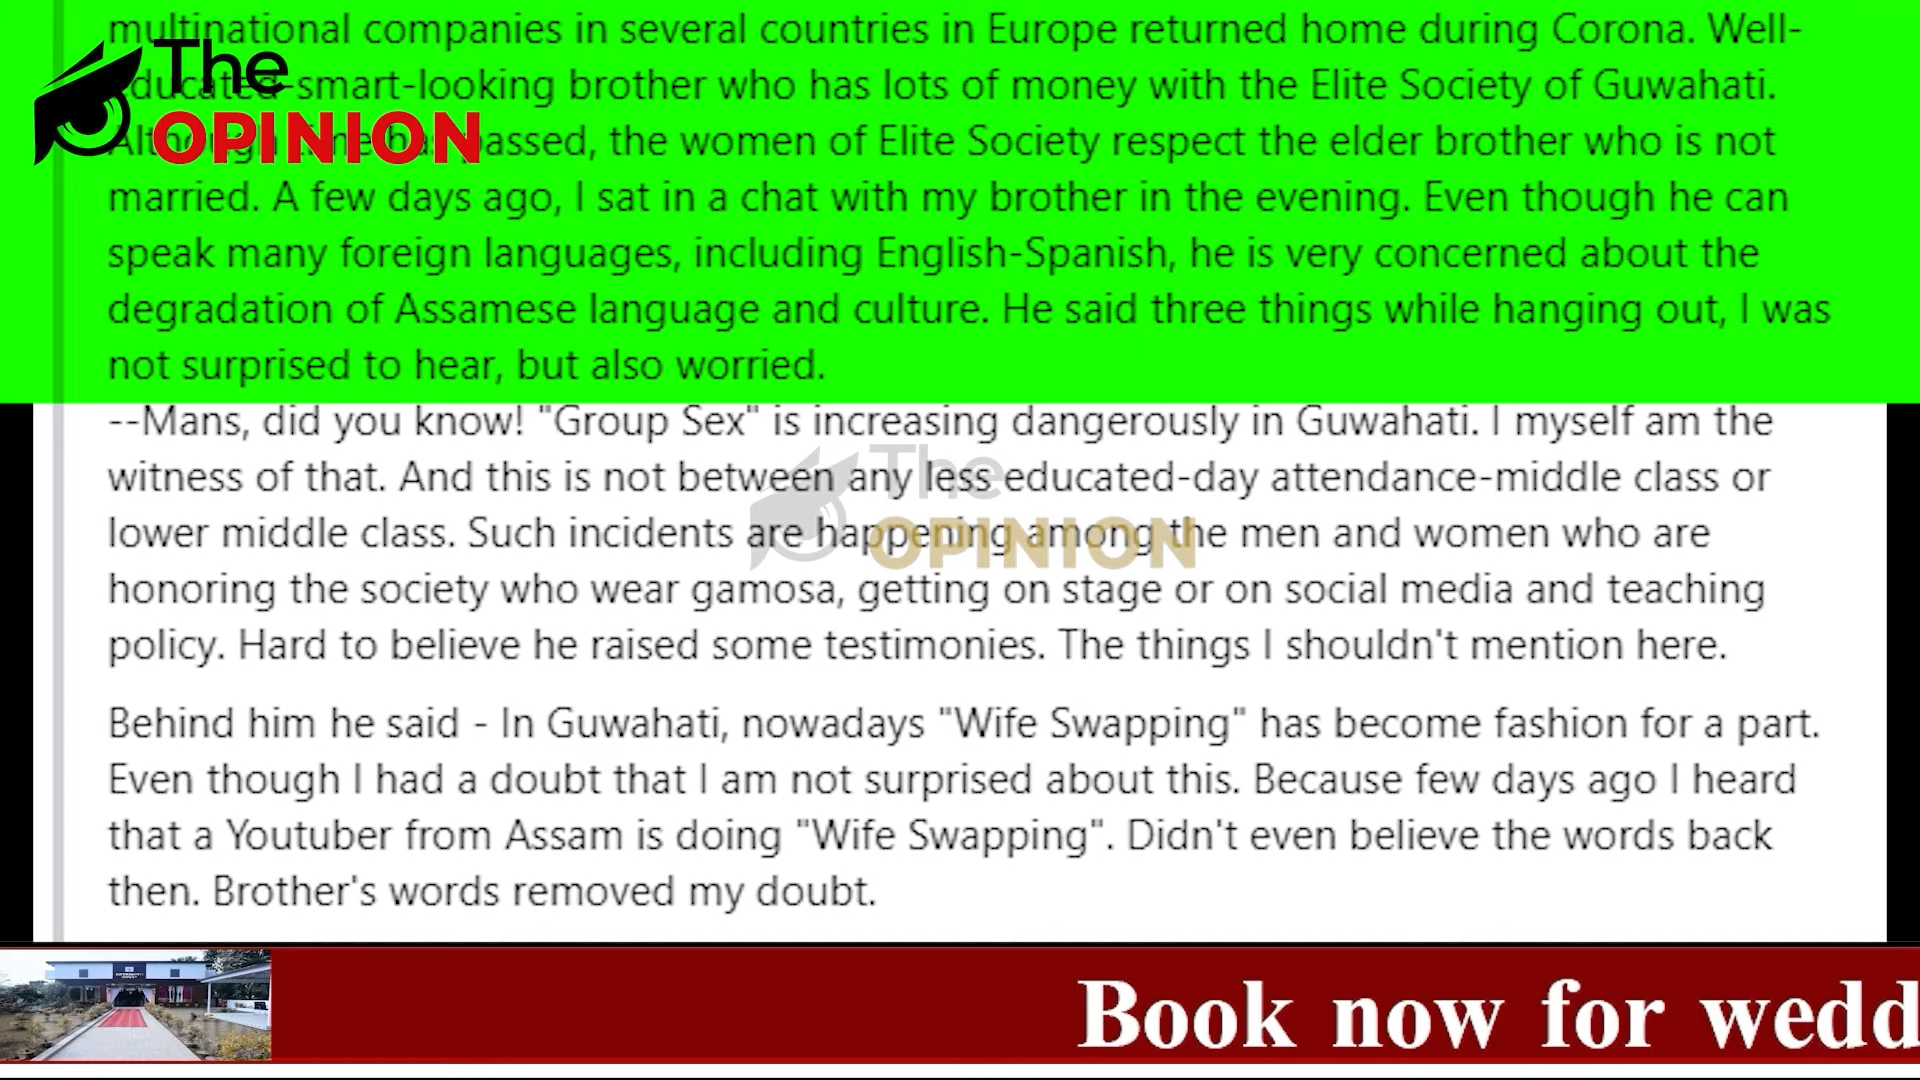 multinational companies in several countries in Europe returned home during Corona. Well-
The
educated-smart-looking brother who has lots of money with the Elite Society of Guwahati.
OPINION
Although time has passed, the women of Elite Society respect the elder brother who is not
married. A few days ago, I sat in a chat with my brother in the evening. Even though he can
speak many foreign languages, including English-Spanish, he is very concerned about the
degradation of Assamese language and culture. He said three things while hanging out, I was
not surprised to hear, but also worried.
--Mans, did you know! "Group Sex" is increasing dangerously in Guwahati. I myself am the
witness of that. And this is not between any less educated-day attendance-middle class or
The
lower middle class. Such incidents are happening among the men and women who are
OPINION
honoring the society who wear gamosa, getting on stage or on social media and teaching
policy. Hard to believe he raised some testimonies. The things I shouldn't mention here.
Behind him he said - In Guwahati, nowadays "Wife Swapping" has become fashion for a part.
Even though I had a doubt that I am not surprised about this. Because few days ago I heard
that a Youtuber from Assam is doing "Wife Swapping". Didn't even believe the words back
then. Brother's words removed my doubt.
Book now for wedd